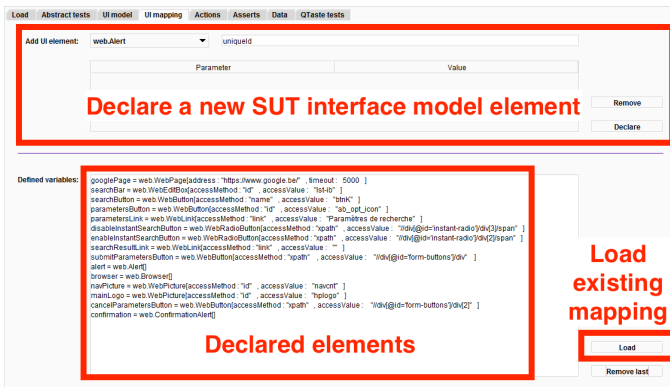 Load Abstract tests UI model UI mapping Actions Asserts Data QTaste tests
Add UI element: web.Alert uniqueId
Parameter Value
Declare a new SUT interface model element
Remove
Declare
Defined variables:
googlePage = web.WebPage[address : "https://www.google.be/" , timeout : 5000 ]
searchBar = web.WebEditBox[accessMethod : "id" , accessValue : "lst-ib" ]
searchButton = web.WebButton[accessMethod : "name" , accessValue : "btnK" ]
parametersButton = web.WebButton[accessMethod : "id" , accessValue : "ab_opt_icon" ]
parametersLink = web.WebLink[accessMethod : "link" , accessValue : "Paramètres de recherche" ]
disableInstantSearchButton = web.WebRadioButton[accessMethod : "xpath" , accessValue : "//div[@id='instant-radio']/div[3]/span" ]
enableInstantSearchButton = web.WebRadioButton[accessMethod : "xpath" , accessValue : "//div[@id='instant-radio']/div[2]/span" ]
searchResultLink = web.WebLink[accessMethod : "link" , accessValue : "" ]
submitParametersButton = web.WebButton[accessMethod : "xpath" , accessValue : "//div[@id='form-buttons']/div" ]
alert = web.Alert[]
browser = web.Browser[]
navPicture = web.WebPicture[accessMethod : "id" , accessValue : "navcnt" ]
mainLogo = web.WebPicture[accessMethod : "id" , accessValue : "hplogo" ]
cancelParametersButton = web.WebButton[accessMethod : "xpath" , accessValue : "//div[@id='form-buttons']/div[2]" ]
confirmation = web.ConfirmationAlert[]
Declared elements
Load
existing
mapping
Load
Remove last